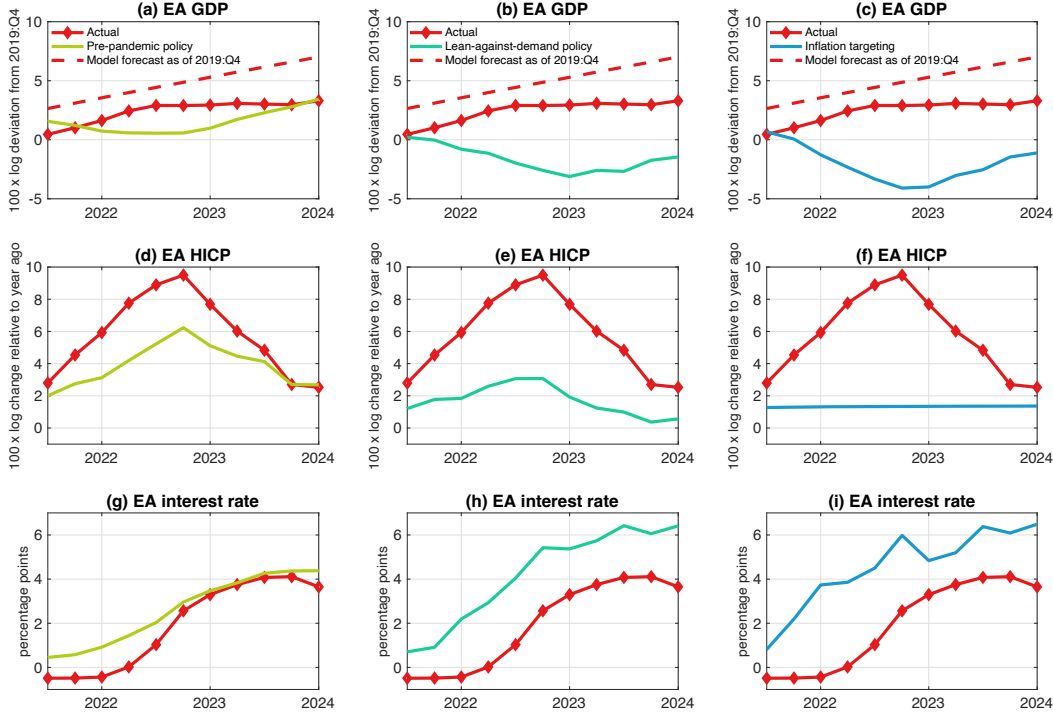 (a) EA GDP
100 x log deviation from 2019:Q4
10
5
0
-5
Actual
Pre-pandemic policy
Model forecast as of 2019:Q4
2022
2023
2024
(b) EA GDP
100 x log deviation from 2019:Q4
10
5
0
-5
Actual
Lean-against-demand policy
Model forecast as of 2019:Q4
2022
2023
2024
(c) EA GDP
100 x log deviation from 2019:Q4
10
5
0
-5
Actual
Inflation targeting
Model forecast as of 2019:Q4
2022
2023
2024
(d) EA HICP
100 x log change relative to year ago
10
8
6
4
2
0
2022
2023
2024
(e) EA HICP
100 x log change relative to year ago
10
8
6
4
2
0
2022
2023
2024
(f) EA HICP
100 x log change relative to year ago
10
8
6
4
2
0
2022
2023
2024
(g) EA interest rate
percentage points
6
4
2
0
2022
2023
2024
(h) EA interest rate
percentage points
6
4
2
0
2022
2023
2024
(i) EA interest rate
percentage points
6
4
2
0
2022
2023
2024